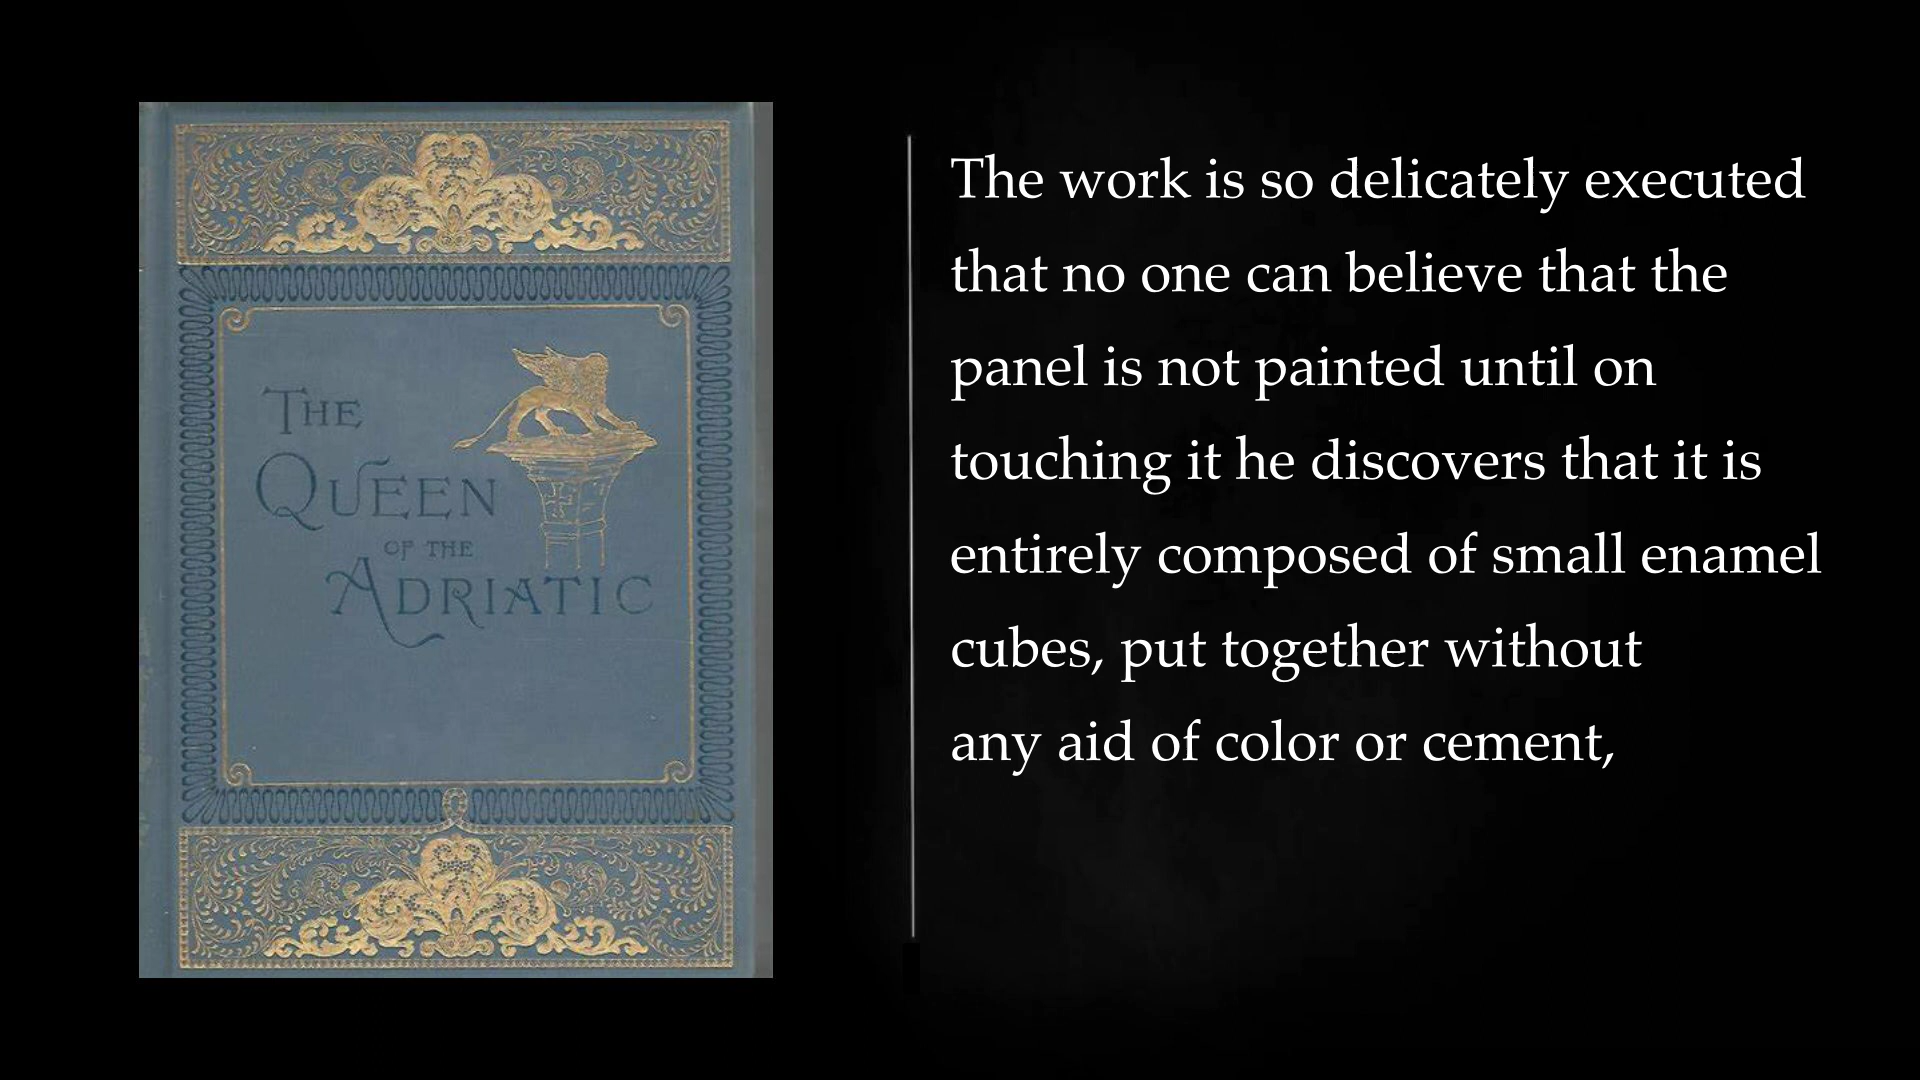 THE
QUEEN
OF THE
ADRIATIC
The work is so delicately executed
that no one can believe that the
panel is not painted until on
touching it he discovers that it is
entirely composed of small enamel
cubes, put together without
any aid of color or cement,